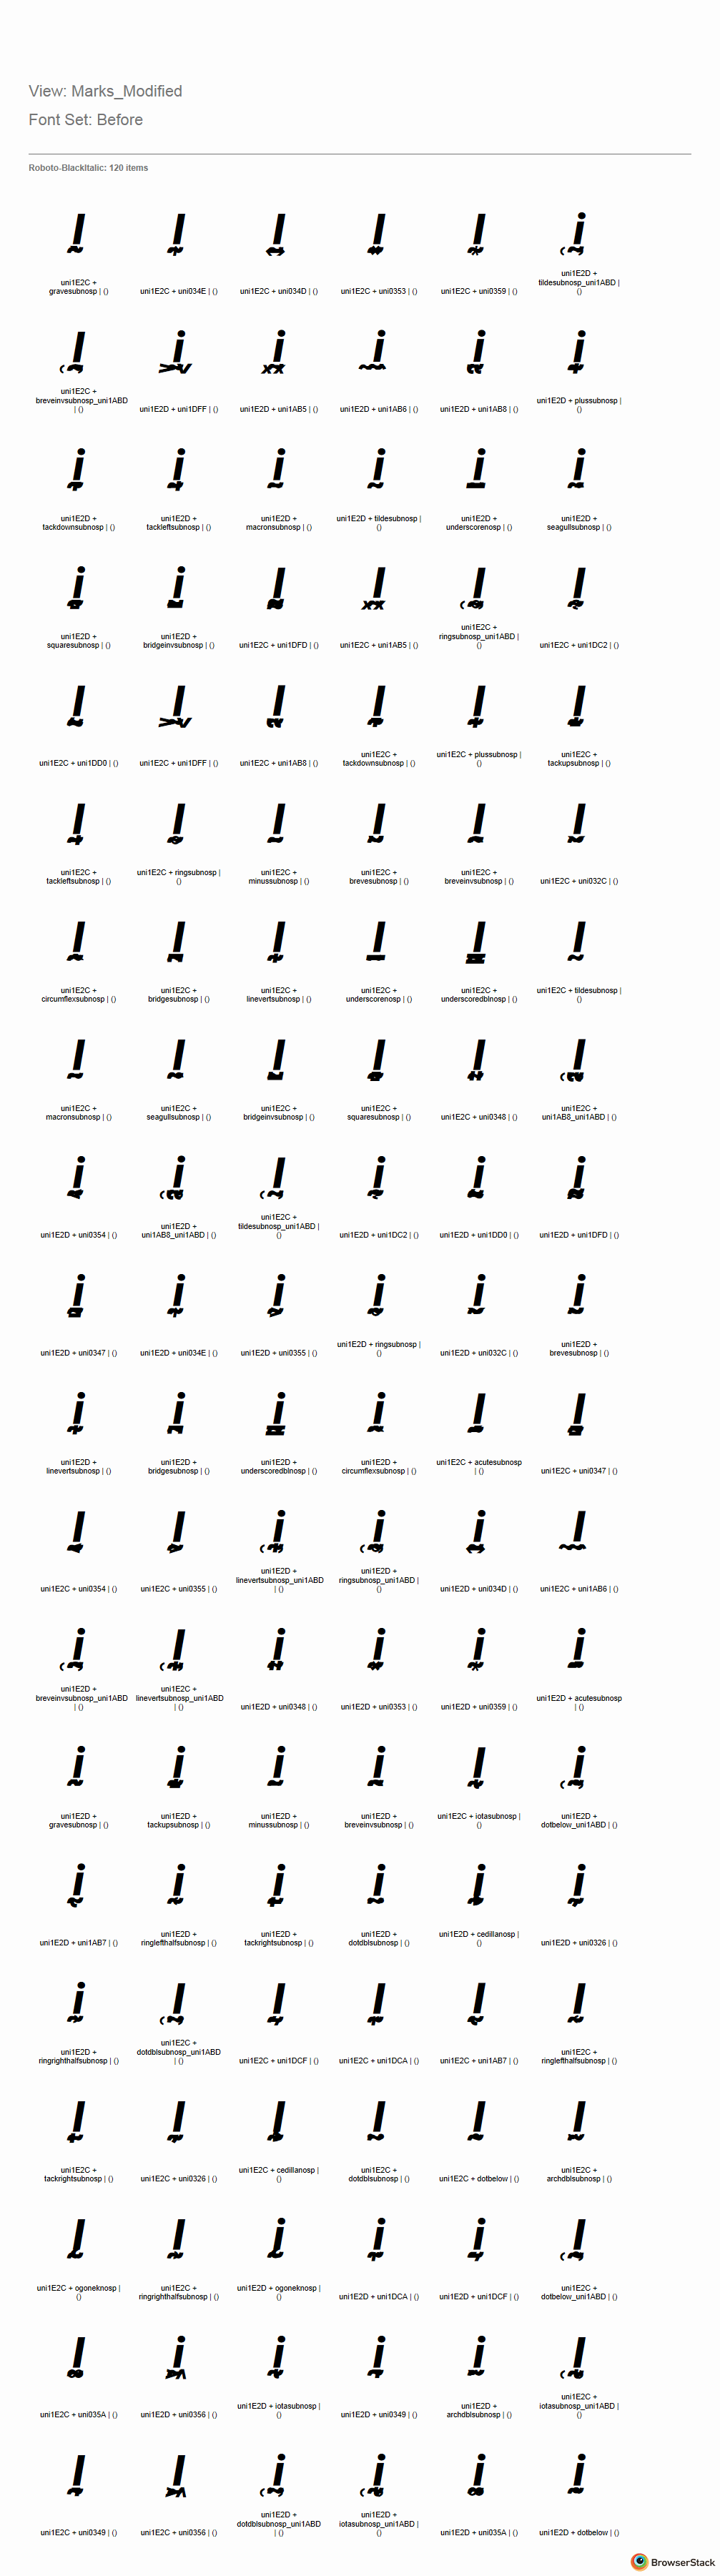 View: Marks_Modified
Font Set: Before
Roboto-BlackItalic: 120 items
uni1E2C +
gravesubnosp | ()
uni1E2C + uni034E | ()
uni1E2C + uni034D | ()
uni1E2C + uni0353 | ()
uni1E2C + uni0359 | ()
uni1E2D +
tildesubnosp_uni1ABD |
()
uni1E2C +
breveinvsubnosp_uni1ABD
| ()
uni1E2D + uni1DFF | ()
uni1E2D + uni1AB5 | ()
uni1E2D + uni1AB6 | ()
uni1E2D + uni1AB8 | ()
uni1E2D + plussubnosp |
()
uni1E2D +
tackdownsubnosp | ()
uni1E2D +
tackleftsubnosp | ()
uni1E2D +
macronsubnosp | ()
uni1E2D + tildesubnosp |
()
uni1E2D +
underscorenosp | ()
uni1E2D +
seagullsubnosp | ()
uni1E2D +
squaresubnosp | ()
uni1E2D +
bridgeinvsubnosp | ()
uni1E2C + uni1DFD | ()
uni1E2C + uni1AB5 | ()
uni1E2C +
ringsubnosp_uni1ABD |
()
uni1E2C + uni1DC2 | ()
uni1E2C + uni1DD0 | ()
uni1E2C + uni1DFF | ()
uni1E2C + uni1AB8 | ()
uni1E2C +
tackdownsubnosp | ()
uni1E2C + plussubnosp |
()
uni1E2C +
tackupsubnosp | ()
uni1E2C +
tackleftsubnosp | ()
uni1E2C + ringsubnosp |
()
uni1E2C +
minussubnosp | ()
uni1E2C +
brevesubnosp | ()
uni1E2C +
breveinvsubnosp | ()
uni1E2C + uni032C | ()
uni1E2C +
circumflexsubnosp | ()
uni1E2C +
bridgesubnosp | ()
uni1E2C +
linevertsubnosp | ()
uni1E2C +
underscorenosp | ()
uni1E2C +
underscoredblnosp | ()
uni1E2C + tildesubnosp |
()
uni1E2C +
macronsubnosp | ()
uni1E2C +
seagullsubnosp | ()
uni1E2C +
bridgeinvsubnosp | ()
uni1E2C +
squaresubnosp | ()
uni1E2C + uni0348 | ()
uni1E2C +
uni1AB8_uni1ABD | ()
uni1E2D + uni0354 | ()
uni1E2D +
uni1AB8_uni1ABD | ()
uni1E2C +
tildesubnosp_uni1ABD |
()
uni1E2D + uni1DC2 | ()
uni1E2D + uni1DD0 | ()
uni1E2D + uni1DFD | ()
uni1E2D + uni0347 | ()
uni1E2D + uni034E | ()
uni1E2D + uni0355 | ()
uni1E2D + ringsubnosp |
()
uni1E2D + uni032C | ()
uni1E2D +
brevesubnosp | ()
uni1E2D +
linevertsubnosp | ()
uni1E2D +
bridgesubnosp | ()
uni1E2D +
underscoredblnosp | ()
uni1E2D +
circumflexsubnosp | ()
uni1E2C + acutesubnosp
| ()
uni1E2C + uni0347 | ()
uni1E2C + uni0354 | ()
uni1E2C + uni0355 | ()
uni1E2D +
linevertsubnosp_uni1ABD
| ()
uni1E2D +
ringsubnosp_uni1ABD |
()
uni1E2D + uni034D | ()
uni1E2C + uni1AB6 | ()
uni1E2D +
breveinvsubnosp_uni1ABD
| ()
uni1E2C +
linevertsubnosp_uni1ABD
| ()
uni1E2D + uni0348 | ()
uni1E2D + uni0353 | ()
uni1E2D + uni0359 | ()
uni1E2D + acutesubnosp
| ()
uni1E2D +
gravesubnosp | ()
uni1E2D +
tackupsubnosp | ()
uni1E2D +
minussubnosp | ()
uni1E2D +
breveinvsubnosp | ()
uni1E2C + iotasubnosp |
()
uni1E2D +
dotbelow_uni1ABD | ()
uni1E2D + uni1AB7 | ()
uni1E2D +
ringlefthalfsubnosp | ()
uni1E2D +
tackrightsubnosp | ()
uni1E2D +
dotdblsubnosp | ()
uni1E2D + cedillanosp |
()
uni1E2D + uni0326 | ()
uni1E2D +
ringrighthalfsubnosp | ()
uni1E2C +
dotdblsubnosp_uni1ABD
| ()
uni1E2C + uni1DCF | ()
uni1E2C + uni1DCA | ()
uni1E2C + uni1AB7 | ()
uni1E2C +
ringlefthalfsubnosp | ()
uni1E2C +
tackrightsubnosp | ()
uni1E2C + uni0326 | ()
uni1E2C + cedillanosp |
()
uni1E2C +
dotdblsubnosp | ()
uni1E2C + dotbelow | ()
uni1E2C +
archdblsubnosp | ()
uni1E2C + ogoneknosp |
()
uni1E2C +
ringrighthalfsubnosp | ()
uni1E2D + ogoneknosp |
()
uni1E2D + uni1DCA | ()
uni1E2D + uni1DCF | ()
uni1E2C +
dotbelow_uni1ABD | ()
uni1E2C + uni035A | ()
uni1E2D + uni0356 | ()
uni1E2D + iotasubnosp |
()
uni1E2D + uni0349 | ()
uni1E2D +
archdblsubnosp | ()
uni1E2C +
iotasubnosp_uni1ABD |
()
uni1E2C + uni0349 | ()
uni1E2C + uni0356 | ()
uni1E2D +
dotdblsubnosp_uni1ABD
| ()
uni1E2D +
iotasubnosp_uni1ABD |
()
uni1E2D + uni035A | ()
uni1E2D + dotbelow | ()
BrowserStack